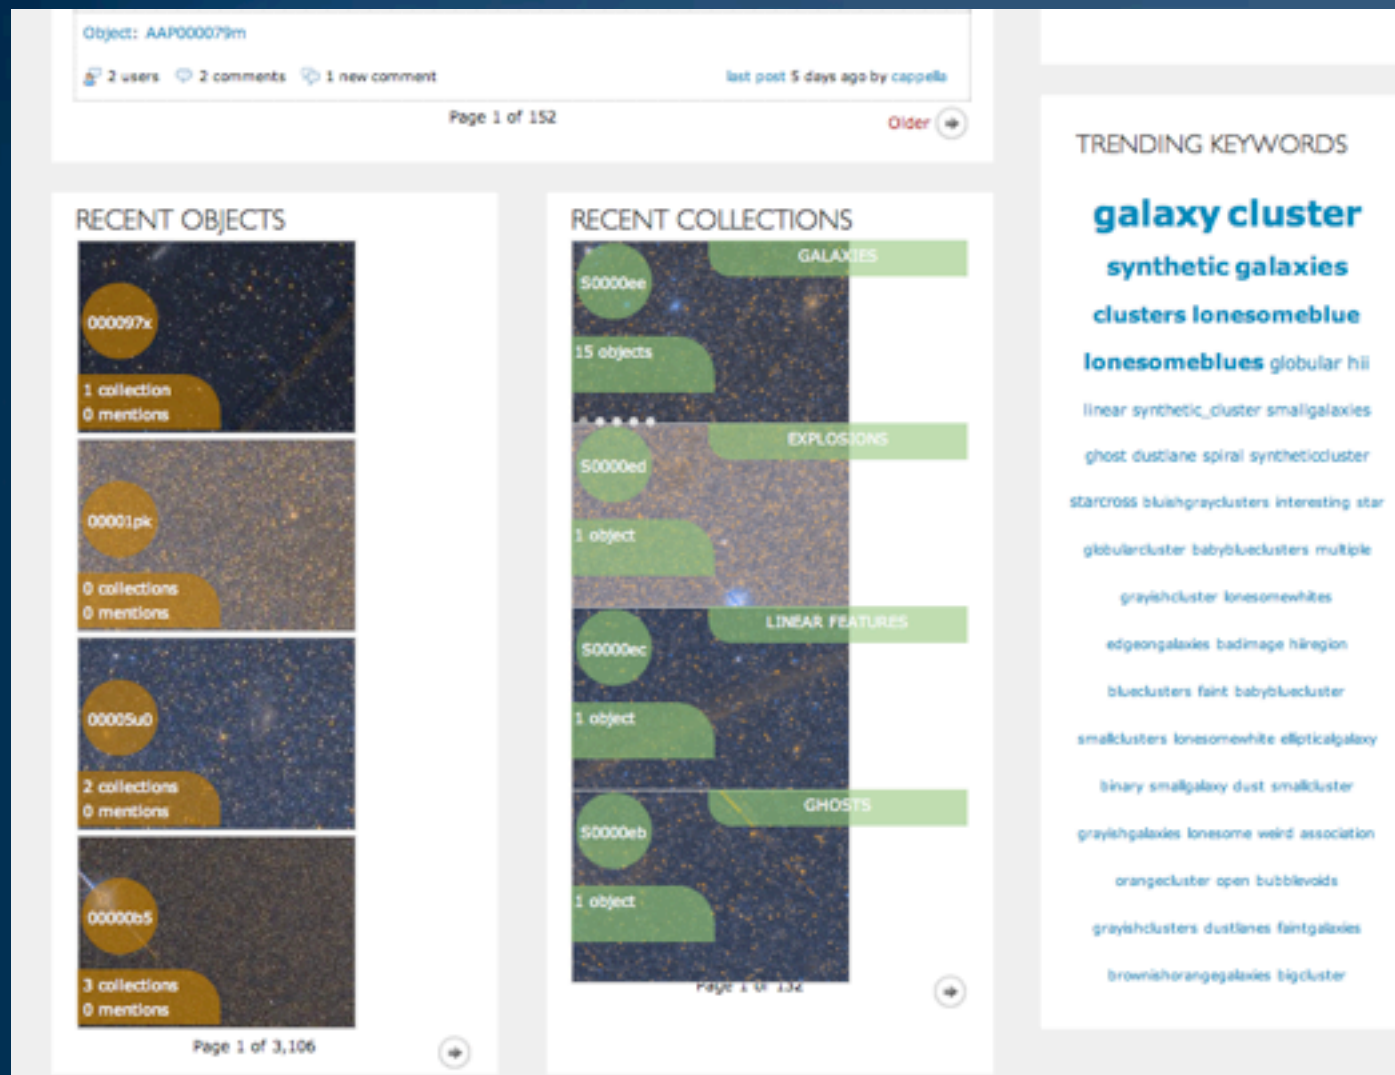 Object: AAP000079m
2 users 2 comments 1 new comment last post 5 days ago by cappella
Page 1 of 152
Older
RECENT OBJECTS
000097x
1 collection
0 mentions
00001pk
0 collections
0 mentions
00005u0
2 collections
0 mentions
00000b5
3 collections
0 mentions
Page 1 of 3,106
RECENT COLLECTIONS
GALAXIES
S0000ee
15 objects
EXPLOSIONS
S0000ed
1 object
LINEAR FEATURES
S0000ec
1 object
GHOSTS
S0000eb
1 object
Page 1 of 132
TRENDING KEYWORDS
galaxy cluster
synthetic galaxies
clusters lonesomeblue
lonesomeblues globular hii
linear synthetic_cluster smallgalaxies
ghost dustlane spiral syntheticcluster
starcross bluishgrayclusters interesting star
globularcluster babyblueclusters multiple
grayishcluster lonesomewhites
edgeongalaxies badimage hiiregion
blueclusters faint babybluecluster
smallclusters lonesomewhite ellipticalgalaxy
binary smallgalaxy dust smallcluster
grayishgalaxies lonesome weird association
orangecluster open bubblevoids
grayishclusters dustlanes faintgalaxies
brownishorangegalaxies bigcluster